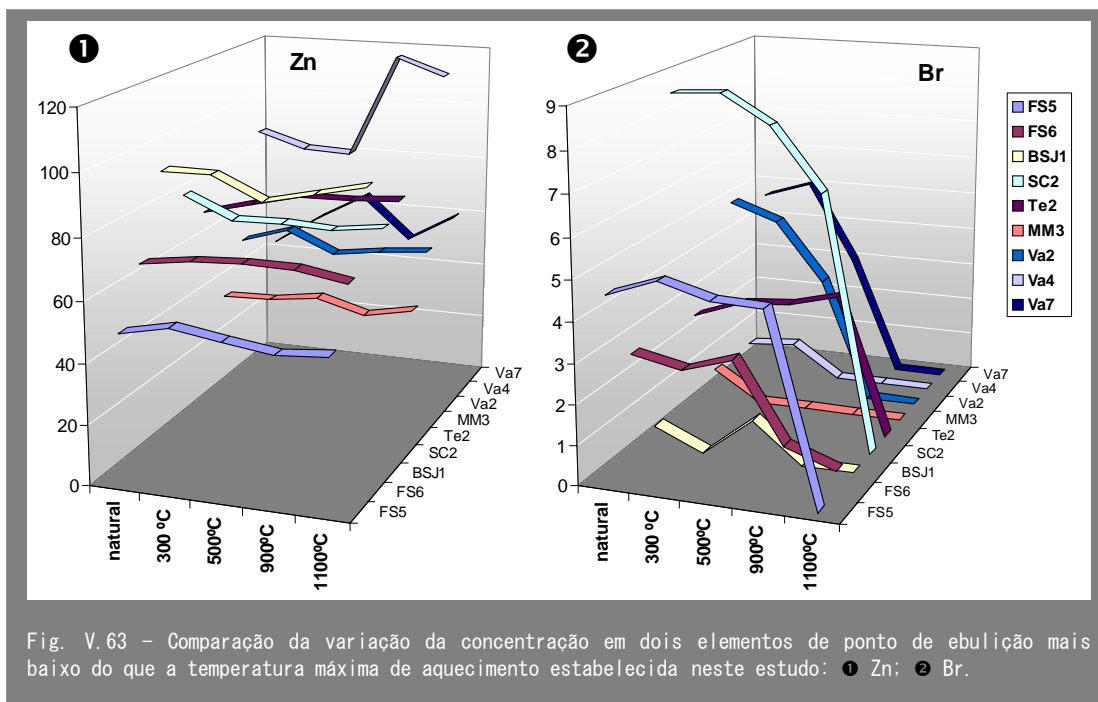 ❶
Zn
120
100
80
60
40
20
0
natural
300 ºC
500ºC
900ºC
1100ºC
FS5
FS6
BSJ1
SC2
Te2
MM3
Va2
Va4
Va7
❷
Br
9
8
7
6
5
4
3
2
1
0
natural
300 ºC
500ºC
900ºC
1100ºC
FS5
FS6
BSJ1
SC2
Te2
MM3
Va2
Va4
Va7
FS5
FS6
BSJ1
SC2
Te2
MM3
Va2
Va4
Va7
Fig. V.63 – Comparação da variação da concentração em dois elementos de ponto de ebulição mais
baixo do que a temperatura máxima de aquecimento estabelecida neste estudo: ❶ Zn; ❷ Br.